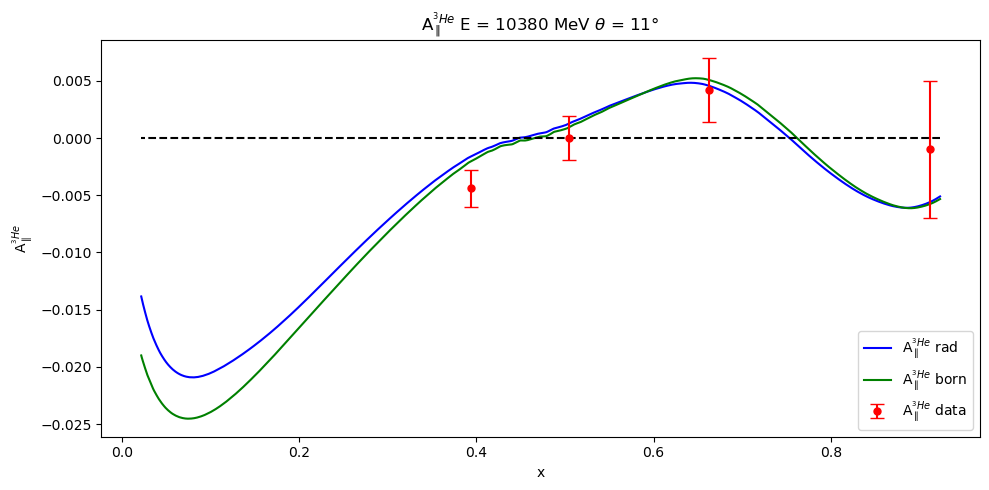 A∥³ᴴᵉ E = 10380 MeV θ = 11°
A∥³ᴴᵉ
0.005
0.000
−0.005
−0.010
−0.015
−0.020
−0.025
A∥³ᴴᵉ rad
A∥³ᴴᵉ born
A∥³ᴴᵉ data
0.0 0.2 0.4 0.6 0.8
x